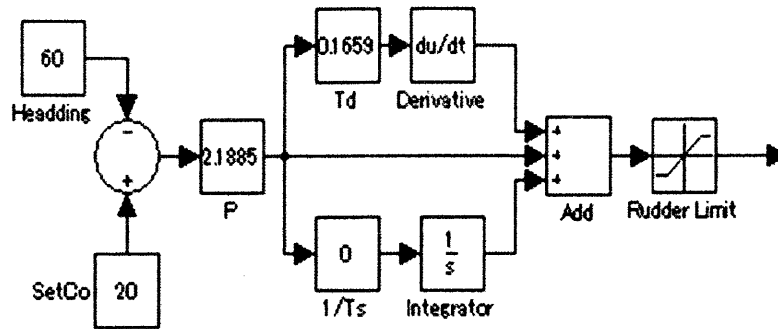 60
Headding
-
+
SetCo
20
2.1885
P
0.1659
Td
du/dt
Derivative
0
1/Ts
1
s
Integrator
+
+
+
Add
Rudder Limit